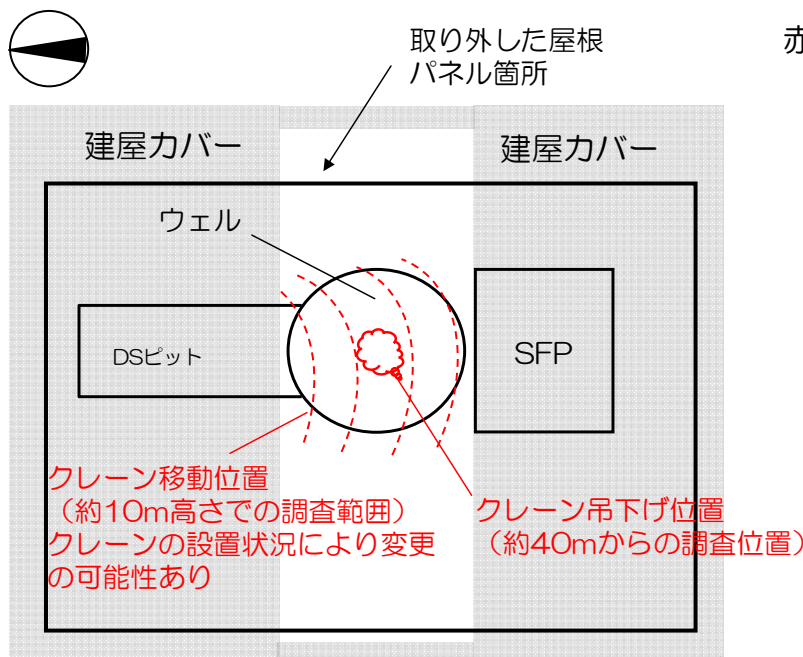 取り外した屋根
パネル箇所
赤
建屋カバー
建屋カバー
ウェル
DSピット
SFP
クレーン移動位置
（約10m高さでの調査範囲）
クレーンの設置状況により変更
の可能性あり
クレーン吊下げ位置
（約40mからの調査位置）